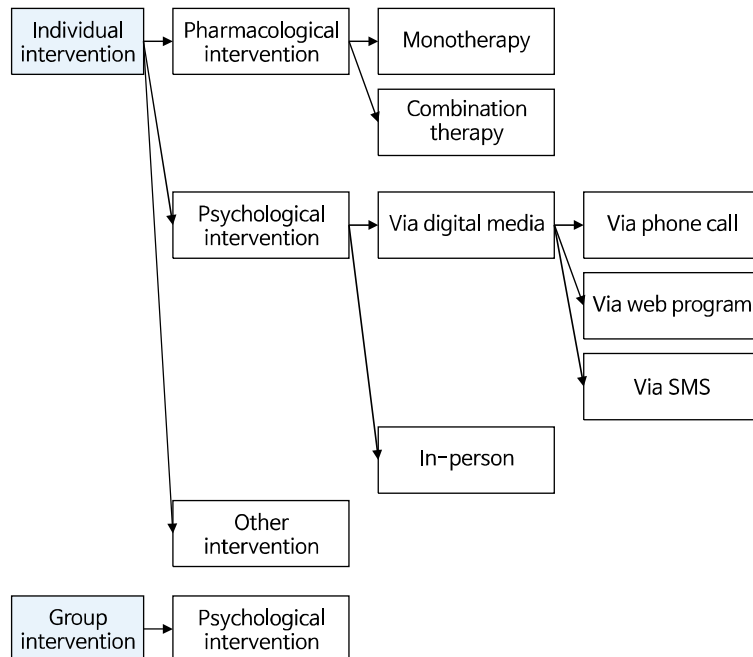 Individual
intervention
Pharmacological
intervention
Monotherapy
Combination
therapy
Psychological
intervention
Via digital media
Via phone call
Via web program
Via SMS
In-person
Other
intervention
Group
intervention
Psychological
intervention